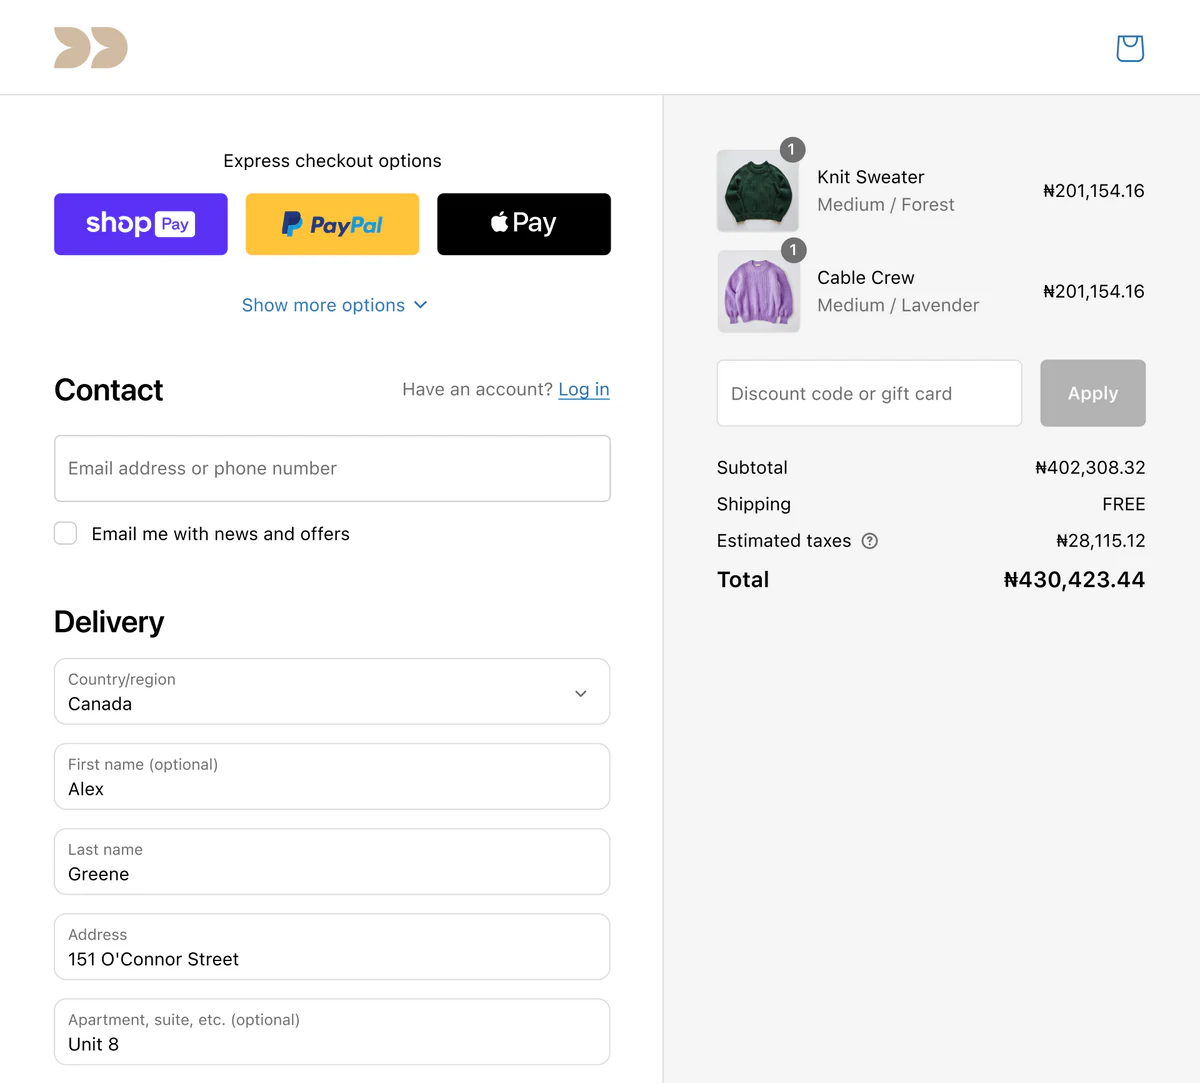 Express checkout options
shop Pay
PayPal
Pay
Show more options
Contact
Have an account? Log in
Email address or phone number
Email me with news and offers
Delivery
Country/region
Canada
First name (optional)
Alex
Last name
Greene
Address
151 O'Connor Street
Apartment, suite, etc. (optional)
Unit 8
1
Knit Sweater
Medium / Forest
₦201,154.16
1
Cable Crew
Medium / Lavender
₦201,154.16
Discount code or gift card
Apply
Subtotal ₦402,308.32
Shipping FREE
Estimated taxes ? ₦28,115.12
Total ₦430,423.44